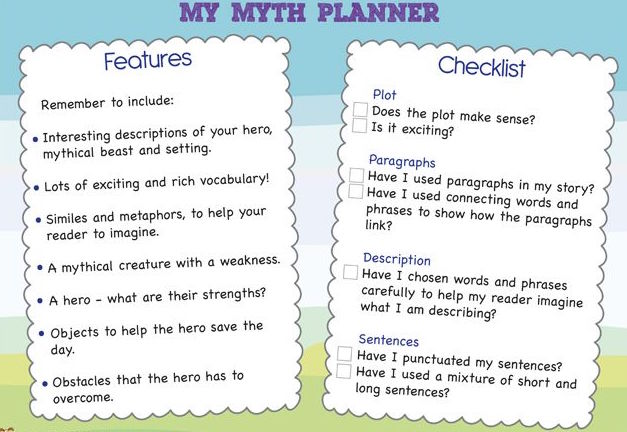 MY MYTH PLANNER
Features
Remember to include:
• Interesting descriptions of your hero,
mythical beast and setting.
• Lots of exciting and rich vocabulary!
• Similes and metaphors, to help your
reader to imagine.
• A mythical creature with a weakness.
• A hero – what are their strengths?
• Objects to help the hero save the
day.
• Obstacles that the hero has to
overcome.
Checklist
Plot
Does the plot make sense?
Is it exciting?
Paragraphs
Have I used paragraphs in my story?
Have I used connecting words and
phrases to show how the paragraphs
link?
Description
Have I chosen words and phrases
carefully to help my reader imagine
what I am describing?
Sentences
Have I punctuated my sentences?
Have I used a mixture of short and
long sentences?